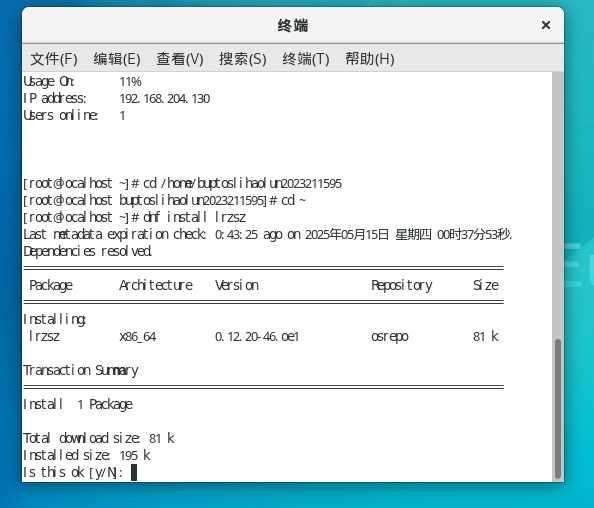 终端
文件(F) 编辑(E) 查看(V) 搜索(S) 终端(T) 帮助(H)
Usage On: 11%
IP address: 192.168.204.130
Users online: 1
[root@localhost ~]# cd /home/buptoslihaolun2023211595
[root@localhost buptoslihaolun2023211595]# cd ~
[root@localhost ~]# dnf install lrzsz
Last metadata expiration check: 0:43:25 ago on 2025年05月15日 星期四 00时37分53秒.
Dependencies resolved.
Package Architecture Version Repository Size
Installing:
lrzsz x86_64 0.12.20-46.oe1 osrepo 81 k
Transaction Summary
Install 1 Package
Total download size: 81 k
Installed size: 195 k
Is this ok [y/N]: